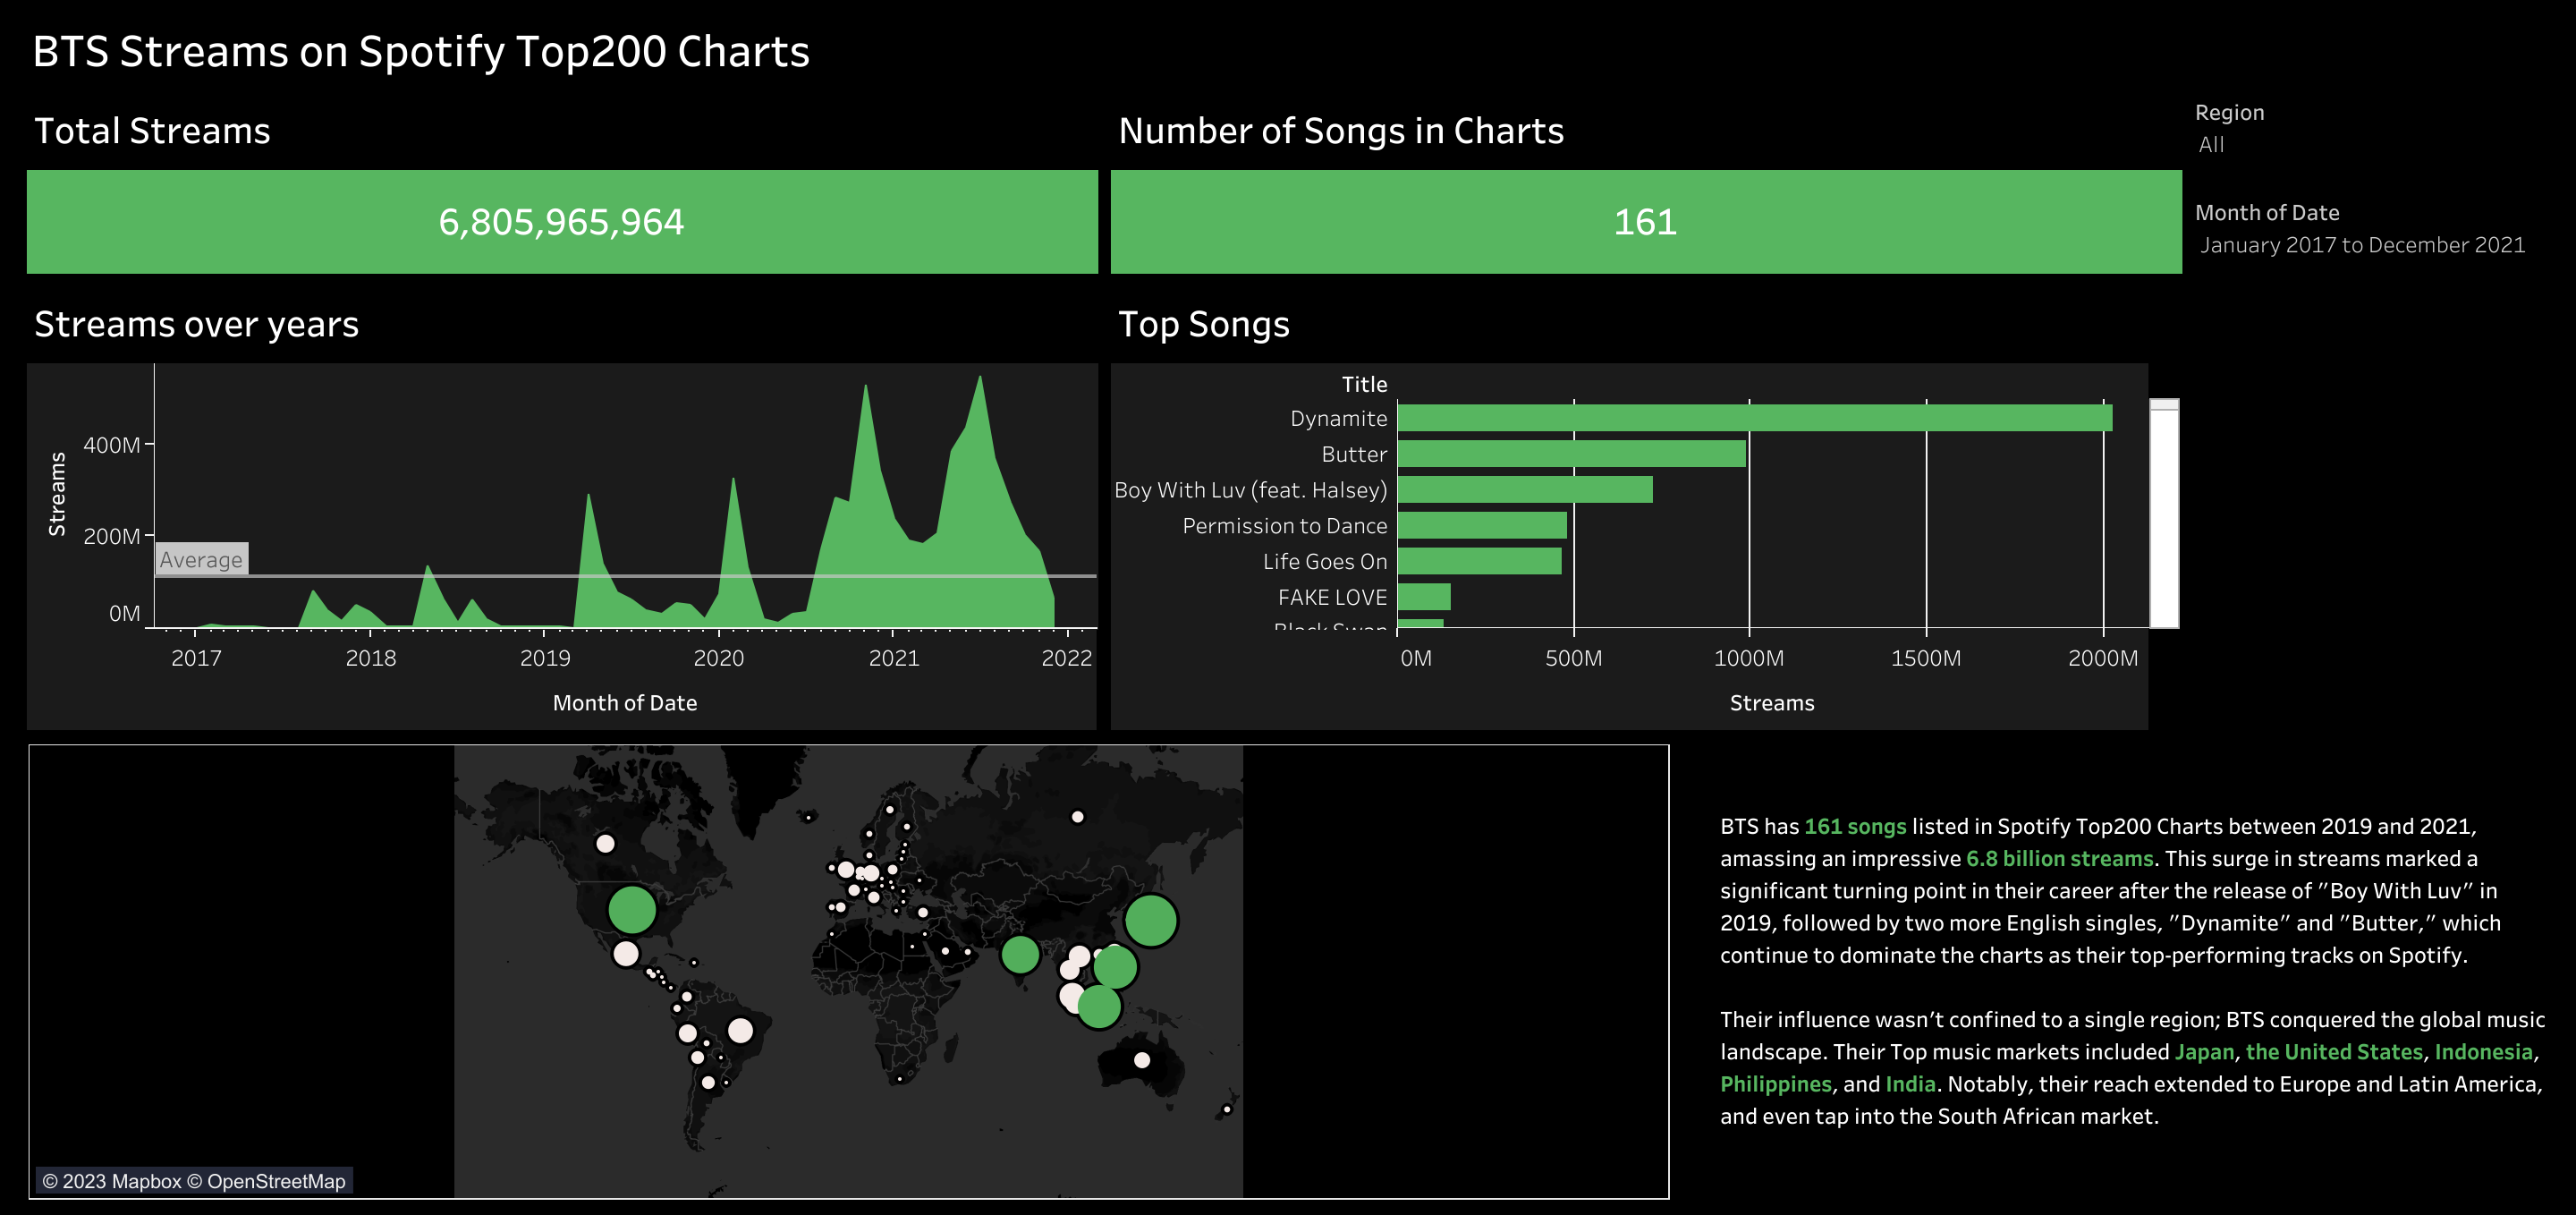 BTS Streams on Spotify Top200 Charts
Total Streams
6,805,965,964
Number of Songs in Charts
161
Region
All
Month of Date
January 2017 to December 2021
Streams over years
Streams
400M
200M
0M
Average
2017 2018 2019 2020 2021 2022
Month of Date
Top Songs
Title
Dynamite
Butter
Boy With Luv (feat. Halsey)
Permission to Dance
Life Goes On
FAKE LOVE
Black Swan
0M 500M 1000M 1500M 2000M
Streams
© 2023 Mapbox © OpenStreetMap
BTS has 161 songs listed in Spotify Top200 Charts between 2019 and 2021,
amassing an impressive 6.8 billion streams. This surge in streams marked a
significant turning point in their career after the release of "Boy With Luv" in
2019, followed by two more English singles, "Dynamite" and "Butter," which
continue to dominate the charts as their top-performing tracks on Spotify.
Their influence wasn't confined to a single region; BTS conquered the global music
landscape. Their Top music markets included Japan, the United States, Indonesia,
Philippines, and India. Notably, their reach extended to Europe and Latin America,
and even tap into the South African market.